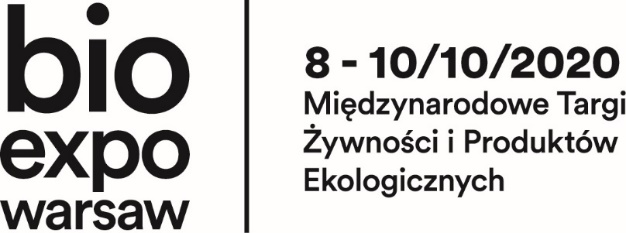 bio
expo
warsaw
8 - 10/10/2020
Międzynarodowe Targi
Żywności i Produktów
Ekologicznych